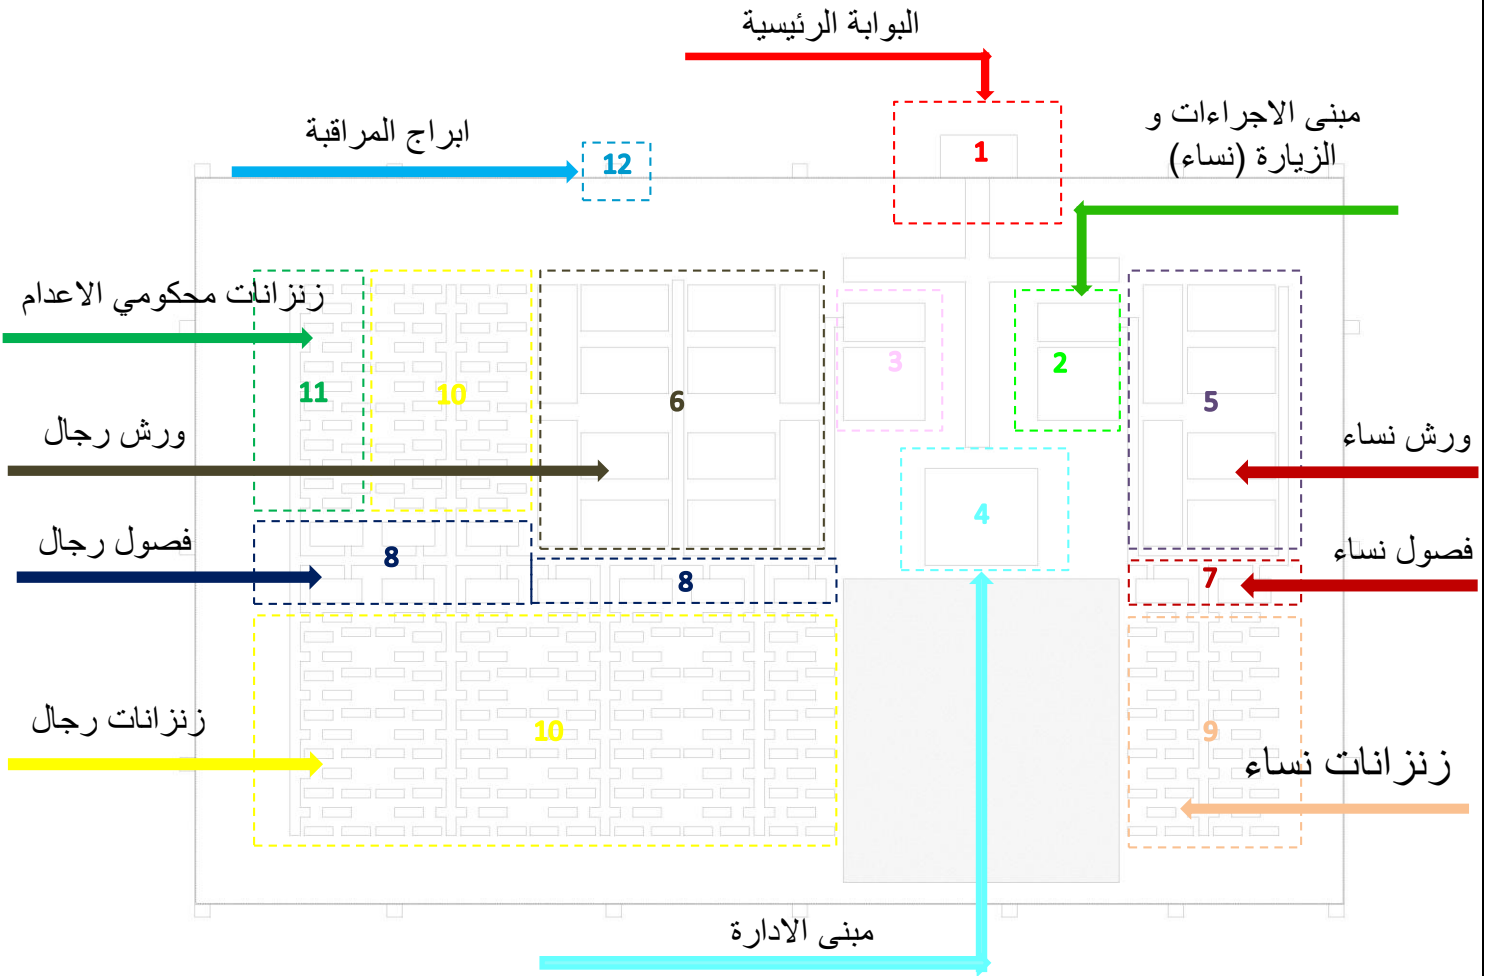 البوابة الرئيسية
مبنى الاجراءات و
الزيارة (نساء)
ابراج المراقبة
1
12
زنزانات محكومي الاعدام
3
2
11
10
6
5
ورش رجال
ورش نساء
4
فصول رجال
فصول نساء
8
8
7
زنزانات رجال
10
9
زنزانات نساء
مبنى الادارة